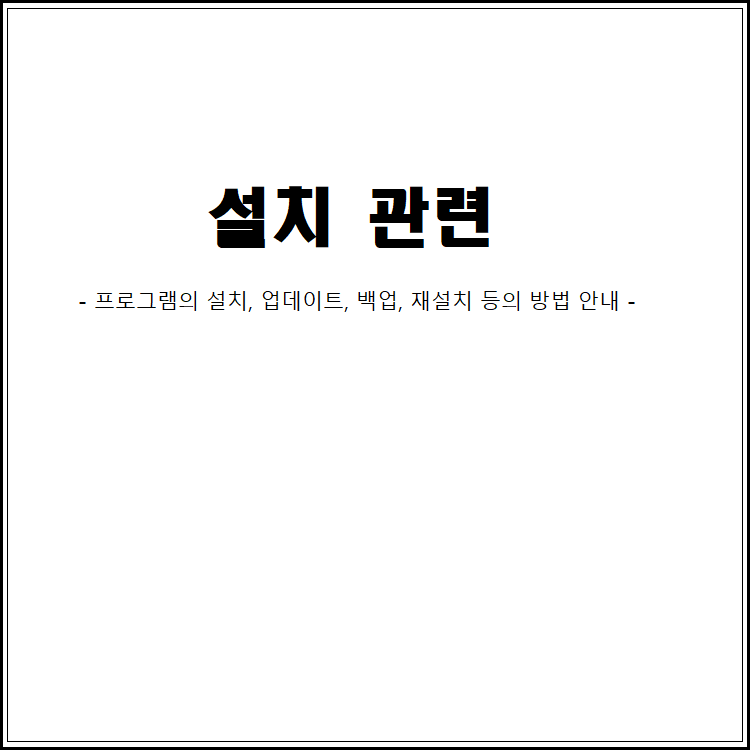 설치 관련
- 프로그램의 설치, 업데이트, 백업, 재설치 등의 방법 안내 -